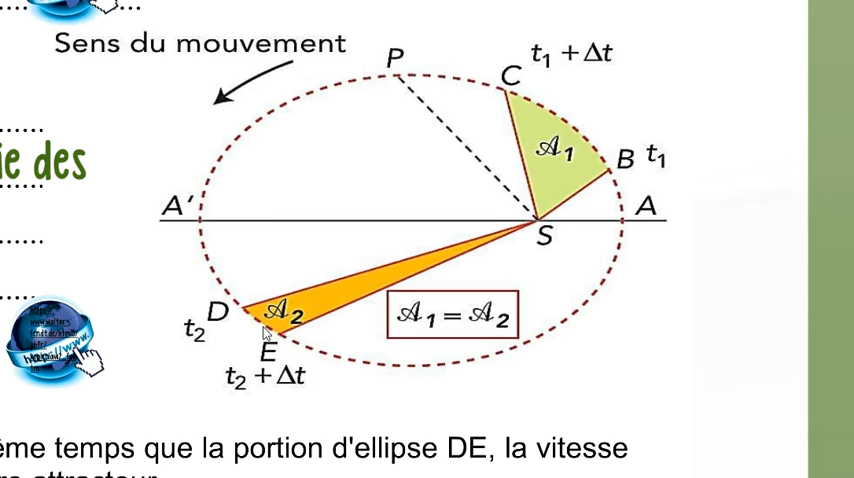 Sens du mouvement
P
C
t₁ + Δt
𝒜₁
B t₁
ie des
A'
A
S
D
𝒜₂
t₂
𝒜₁ = 𝒜₂
E
t₂ + Δt
ême temps que la portion d'ellipse DE, la vitesse